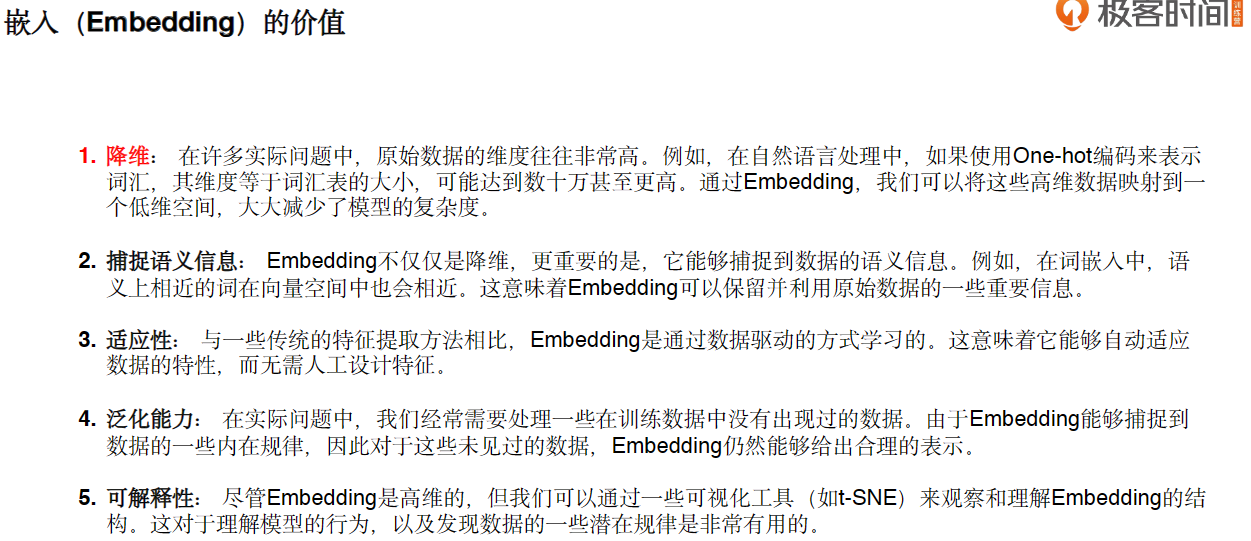 嵌入（Embedding）的价值
极客时间
训练营
1. 降维： 在许多实际问题中，原始数据的维度往往非常高。例如，在自然语言处理中，如果使用One-hot编码来表示
词汇，其维度等于词汇表的大小，可能达到数十万甚至更高。通过Embedding，我们可以将这些高维数据映射到一
个低维空间，大大减少了模型的复杂度。
2. 捕捉语义信息： Embedding不仅仅是降维，更重要的是，它能够捕捉到数据的语义信息。例如，在词嵌入中，语
义上相近的词在向量空间中也会相近。这意味着Embedding可以保留并利用原始数据的一些重要信息。
3. 适应性： 与一些传统的特征提取方法相比，Embedding是通过数据驱动的方式学习的。这意味着它能够自动适应
数据的特性，而无需人工设计特征。
4. 泛化能力： 在实际问题中，我们经常需要处理一些在训练数据中没有出现过的数据。由于Embedding能够捕捉到
数据的一些内在规律，因此对于这些未见过的数据，Embedding仍然能够给出合理的表示。
5. 可解释性： 尽管Embedding是高维的，但我们可以通过一些可视化工具（如t-SNE）来观察和理解Embedding的结
构。这对于理解模型的行为，以及发现数据的一些潜在规律是非常有用的。